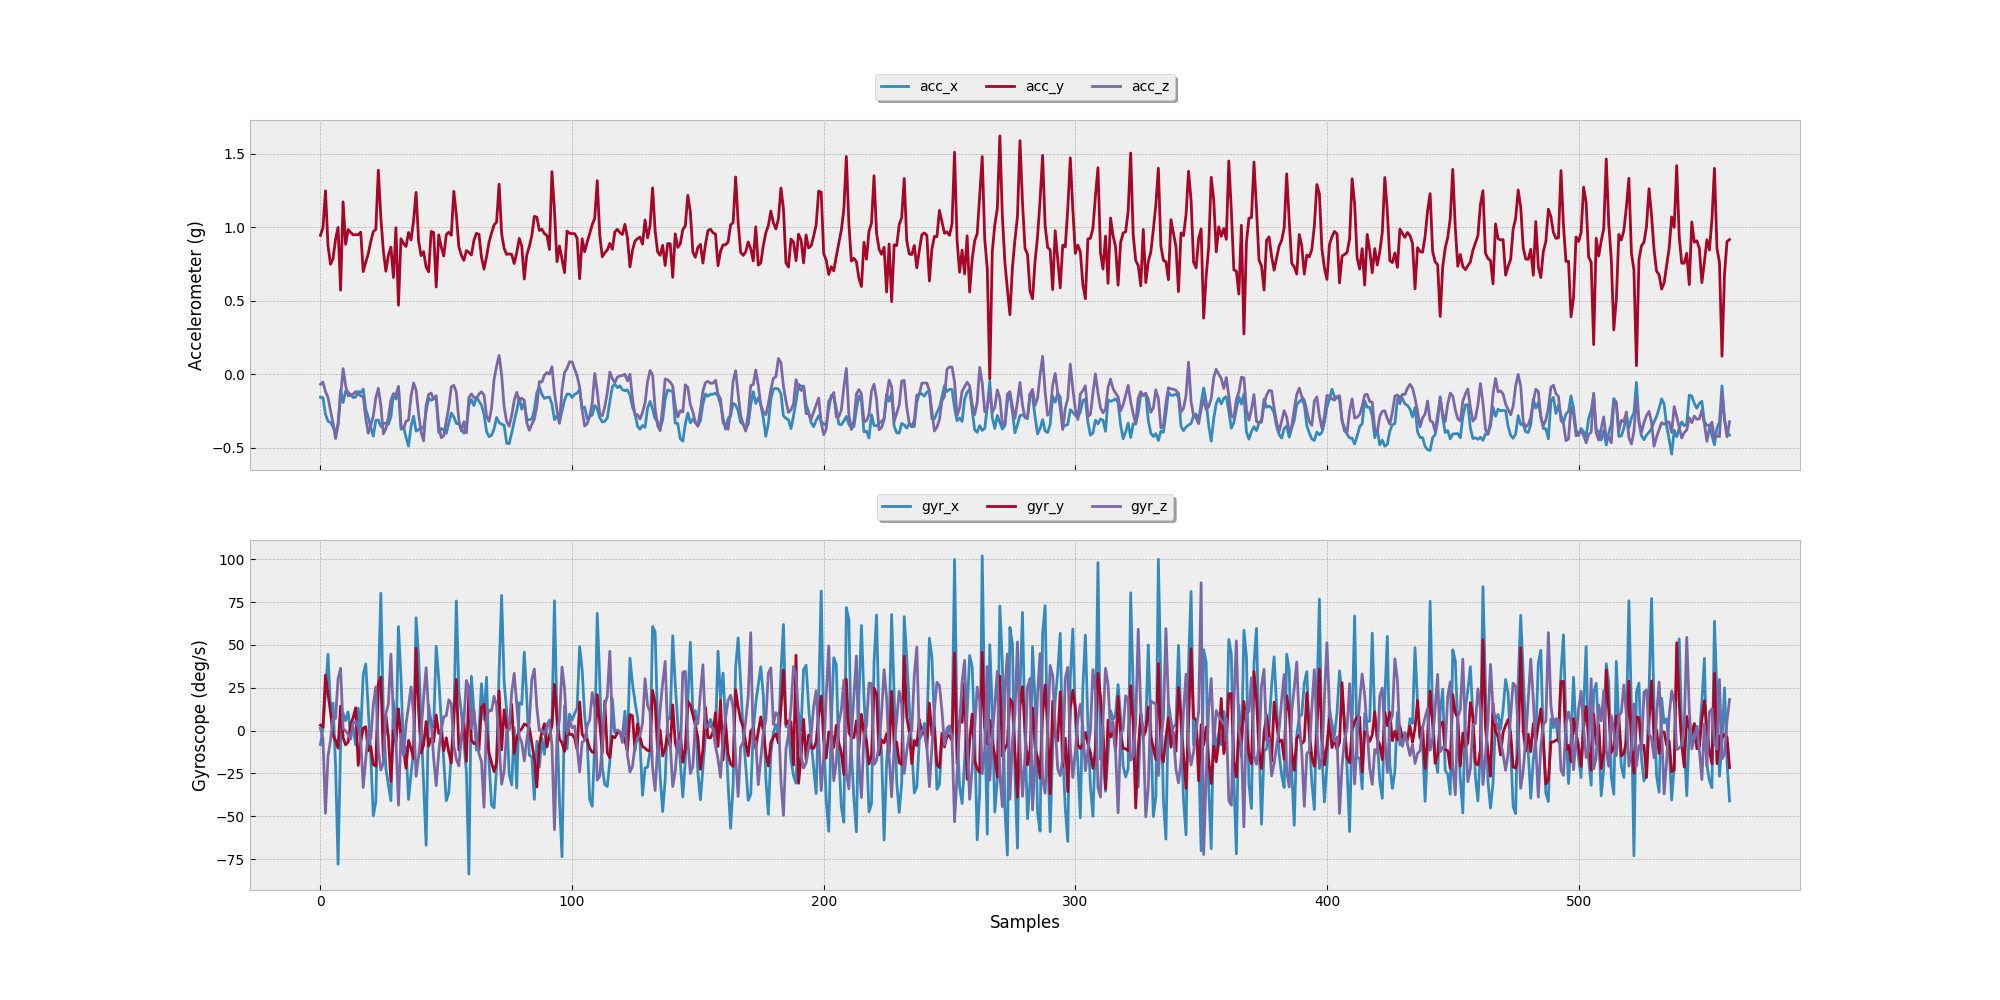 acc_x acc_y acc_z
1.5
1.0
0.5
0.0
−0.5
Accelerometer (g)
gyr_x gyr_y gyr_z
100
75
50
25
0
−25
−50
−75
Gyroscope (deg/s)
0 100 200 300 400 500
Samples